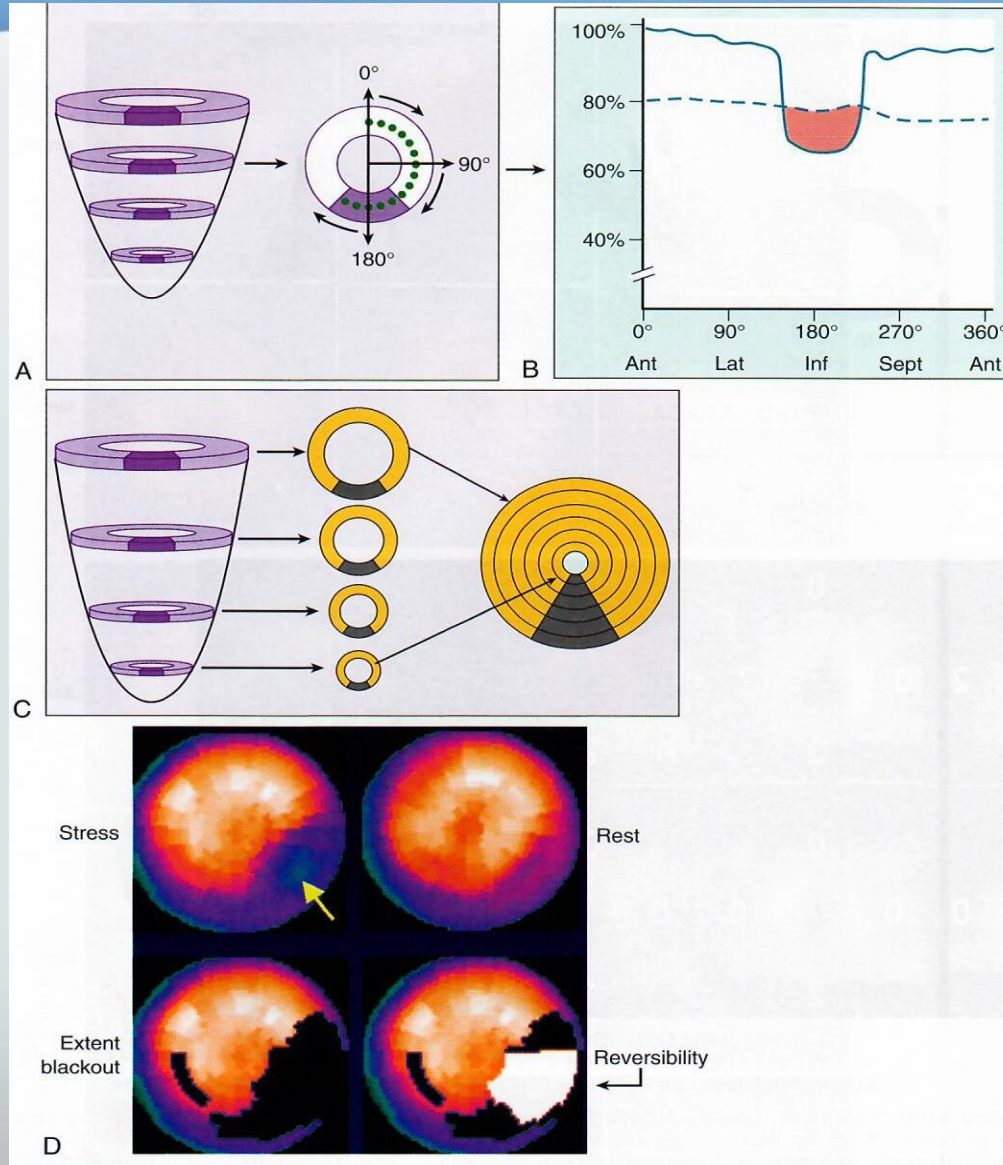 0°
90°
180°
A
100%
80%
60%
40%
0° 90° 180° 270° 360°
Ant Lat Inf Sept Ant
B
C
Stress
Rest
Extent
blackout
Reversibility
D